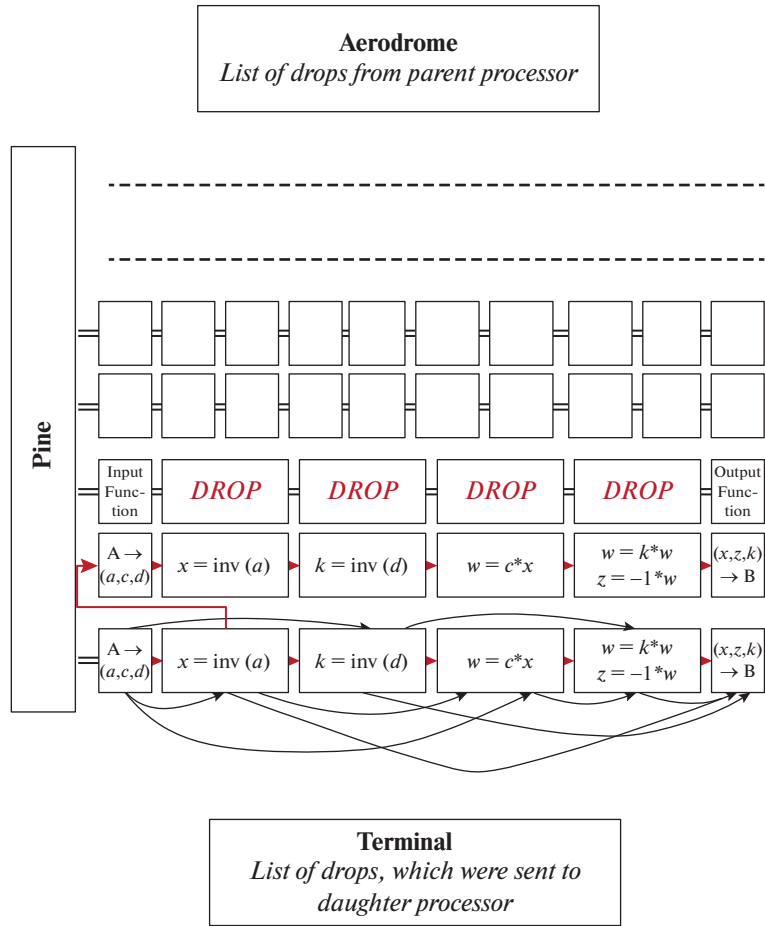 Aerodrome
List of drops from parent processor
Pine
Input
Func-
tion
DROP
DROP
DROP
DROP
Output
Func-
tion
A →
(a,c,d)
x = inv (a)
k = inv (d)
w = c*x
w = k*w
z = –1*w
(x,z,k)
→ B
A →
(a,c,d)
x = inv (a)
k = inv (d)
w = c*x
w = k*w
z = –1*w
(x,z,k)
→ B
Terminal
List of drops, which were sent to
daughter processor